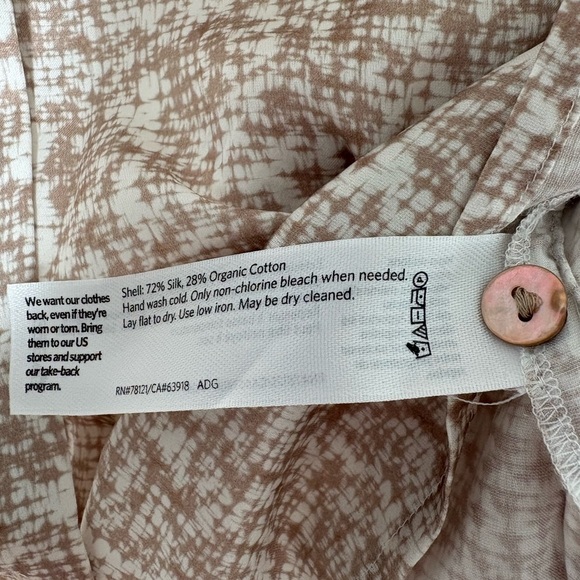 We want our clothes
back, even if they're
worn or torn. Bring
them to our US
stores and support
our take-back
program.
Shell: 72% Silk, 28% Organic Cotton
Hand wash cold. Only non-chlorine bleach when needed.
Lay flat to dry. Use low iron. May be dry cleaned.
RN#78121/CA#63918 ADG